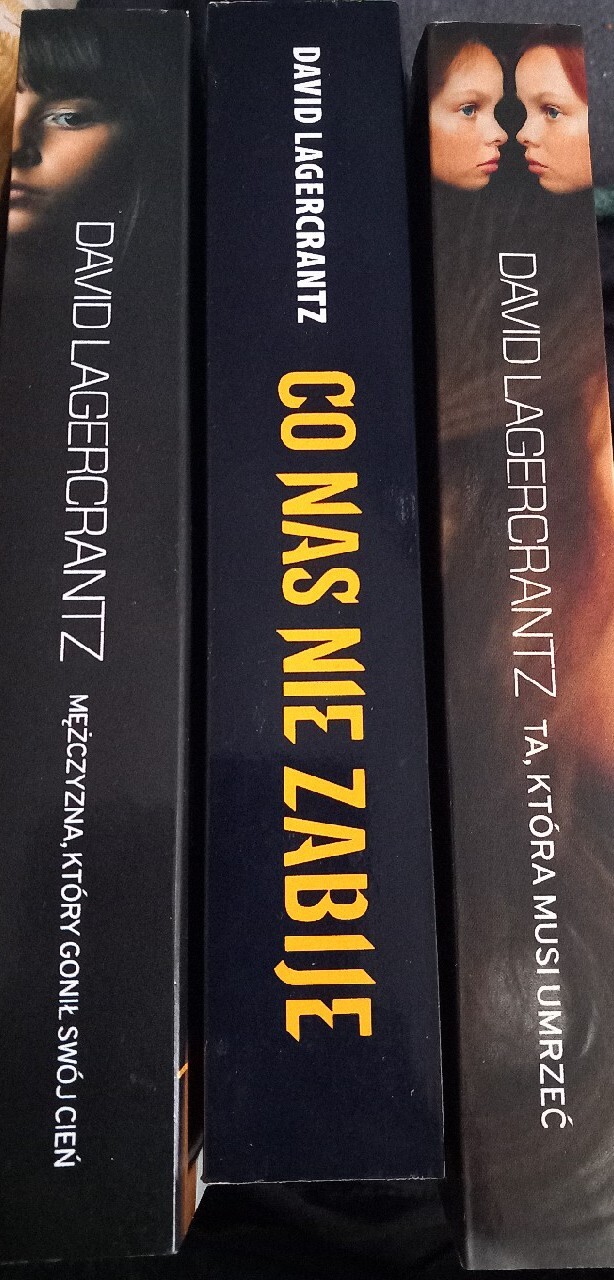 DAVID LAGERCRANTZ MĘŻCZYZNA, KTÓRY GONIŁ SWÓJ CIEŃ
DAVID LAGERCRANTZ CO NAS NIE ZABIJE
DAVID LAGERCRANTZ TA, KTÓRA MUSI UMRZEĆ